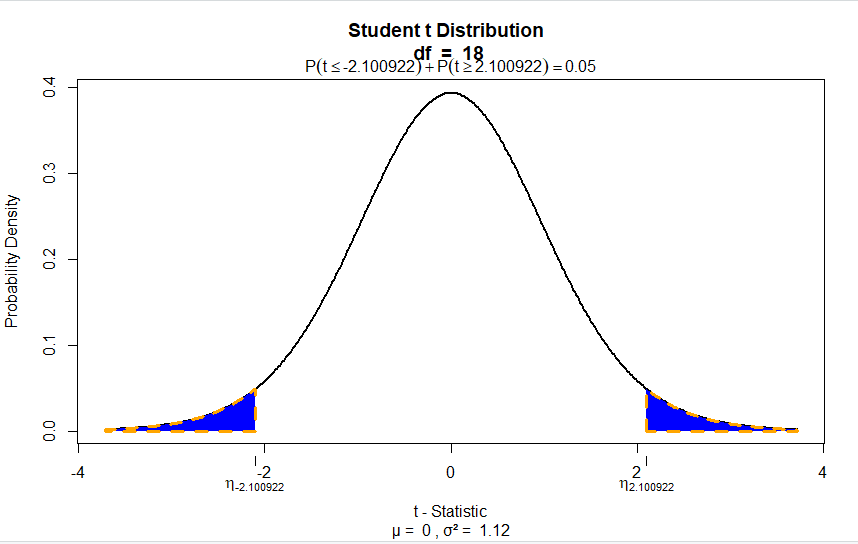 Student t Distribution
df = 18
P(t ≤ -2.100922) + P(t ≥ 2.100922) = 0.05
Probability Density
0.4
0.3
0.2
0.1
0.0
-4 -2 0 2 4
η-2.100922 η2.100922
t - Statistic
μ = 0 , σ² = 1.12